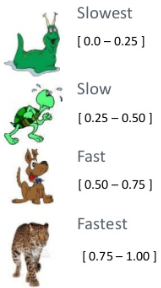 Slowest
[ 0.0 – 0.25 ]
Slow
[ 0.25 – 0.50 ]
Fast
[ 0.50 – 0.75 ]
Fastest
[ 0.75 – 1.00 ]